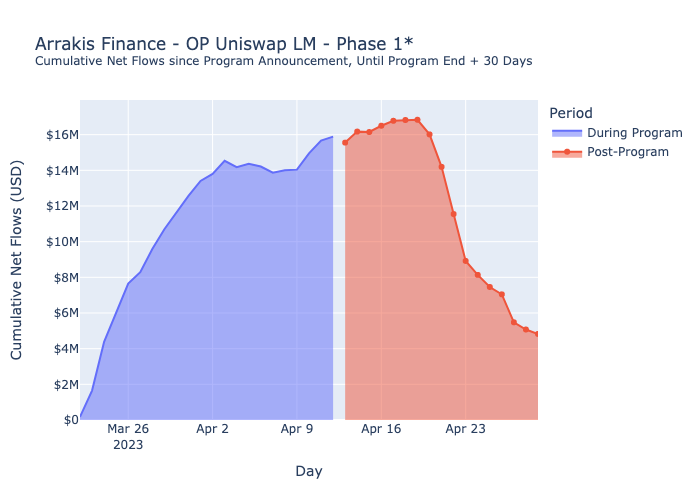 Arrakis Finance - OP Uniswap LM - Phase 1*
Cumulative Net Flows since Program Announcement, Until Program End + 30 Days
Period
During Program
Post-Program
Cumulative Net Flows (USD)
$16M
$14M
$12M
$10M
$8M
$6M
$4M
$2M
$0
Mar 26
2023
Apr 2
Apr 9
Apr 16
Apr 23
Day